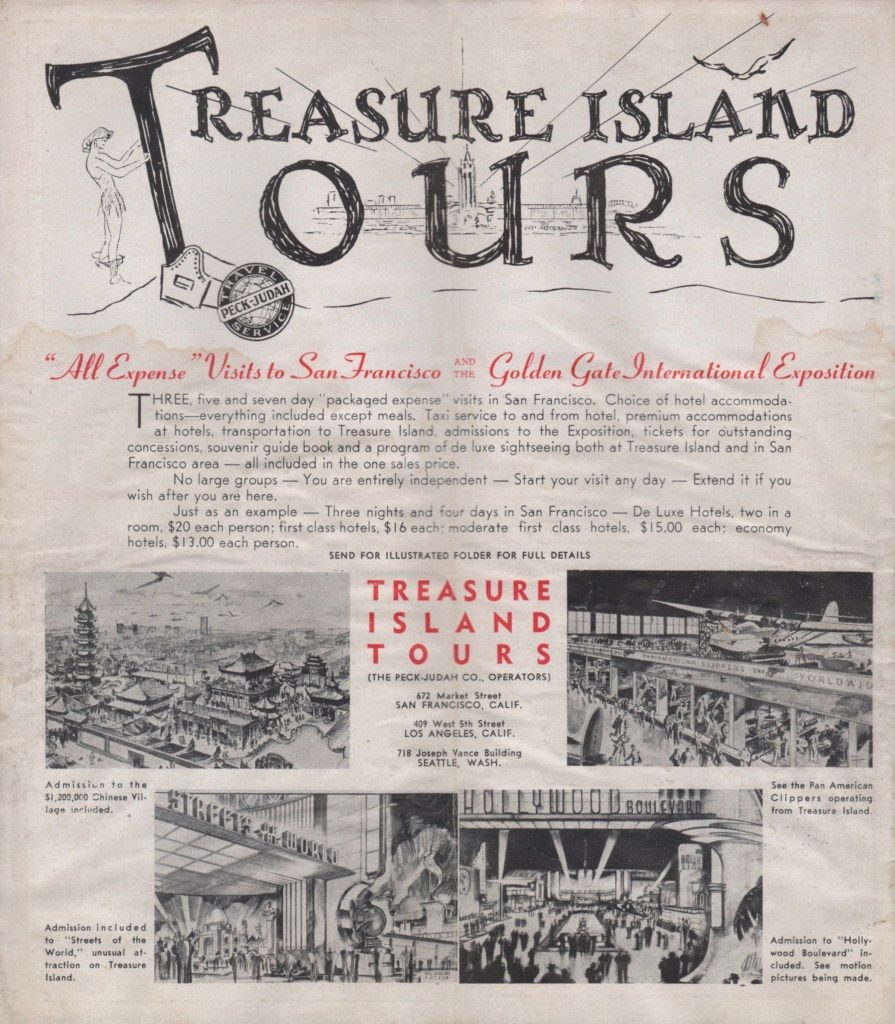 TREASURE ISLAND
TOURS
TRAVEL
PECK-JUDAH
SERVICE
"All Expense" Visits to San Francisco AND THE Golden Gate International Exposition
THREE, five and seven day "packaged expense" visits in San Francisco. Choice of hotel accommoda-
tions—everything included except meals. Taxi service to and from hotel, premium accommodations
at hotels, transportation to Treasure Island, admissions to the Exposition, tickets for outstanding
concessions, souvenir guide book and a program of de luxe sightseeing both at Treasure Island and in San
Francisco area — all included in the one sales price.
No large groups — You are entirely independent — Start your visit any day — Extend it if you
wish after you are here.
Just as an example — Three nights and four days in San Francisco — De Luxe Hotels, two in a
room, $20 each person; first class hotels, $16 each; moderate first class hotels, $15.00 each; economy
hotels, $13.00 each person.
SEND FOR ILLUSTRATED FOLDER FOR FULL DETAILS
TREASURE
ISLAND
TOURS
(THE PECK-JUDAH CO., OPERATORS)
672 Market Street
SAN FRANCISCO, CALIF.
409 West 5th Street
LOS ANGELES, CALIF.
718 Joseph Vance Building
SEATTLE, WASH.
PAN AMERICAN CLIPPERS
WORLDWID
Admission to the
$1,200,000 Chinese Vil-
lage included.
See the Pan American
Clippers operating
from Treasure Island.
STREETS OF THE WORLD
HOLLYWOOD BOULEVARD
Admission included
to "Streets of the
World," unusual at-
traction on Treasure
Island.
Admission to "Holly-
wood Boulevard" in-
cluded. See motion
pictures being made.